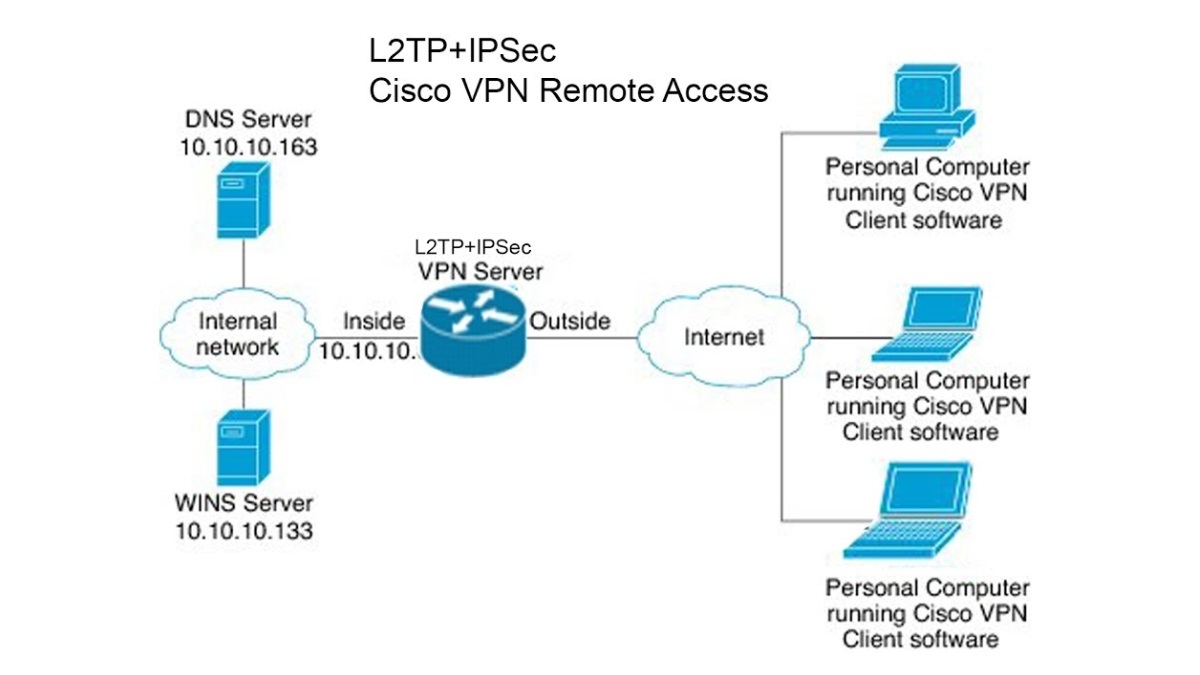 L2TP+IPSec
Cisco VPN Remote Access
DNS Server
10.10.10.163
Internal
network
WINS Server
10.10.10.133
Inside
10.10.10.
L2TP+IPSec
VPN Server
Outside
Internet
Personal Computer
running Cisco VPN
Client software
Personal Computer
running Cisco VPN
Client software
Personal Computer
running Cisco VPN
Client software